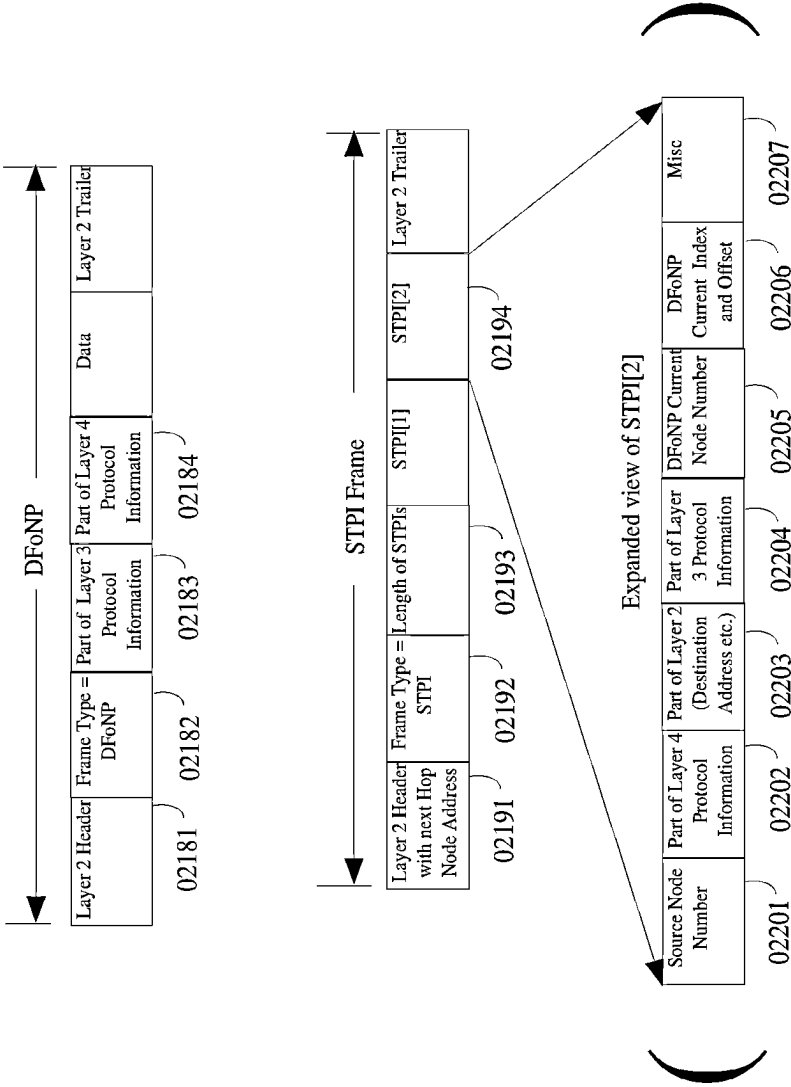 DFoNP
Layer 2 Header
Frame Type =
DFoNP
Part of Layer 3
Protocol
Information
Part of Layer 4
Protocol
Information
Data
Layer 2 Trailer
02181
02182
02183
02184
STPI Frame
Layer 2 Header
with next Hop
Node Address
Frame Type =
STPI
Length of STPIs
STPI[1]
STPI[2]
Layer 2 Trailer
02191
02192
02193
02194
Expanded view of STPI[2]
Source Node
Number
Part of Layer 4
Protocol
Information
Part of Layer 2
(Destination
Address etc.)
Part of Layer
3 Protocol
Information
DFoNP Current
Node Number
DFoNP
Current Index
and Offset
Misc
02201
02202
02203
02204
02205
02206
02207